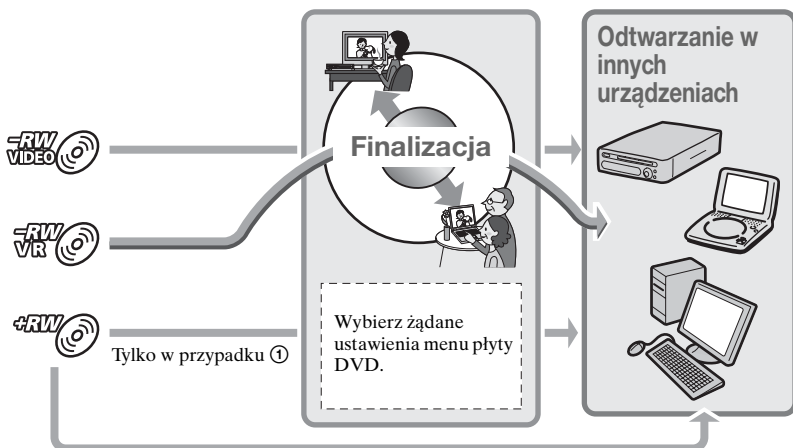 Odtwarzanie w
innych
urządzeniach
Finalizacja
-RW
VIDEO
-RW
VR
+RW
Tylko w przypadku ①
Wybierz żądane
ustawienia menu płyty
DVD.